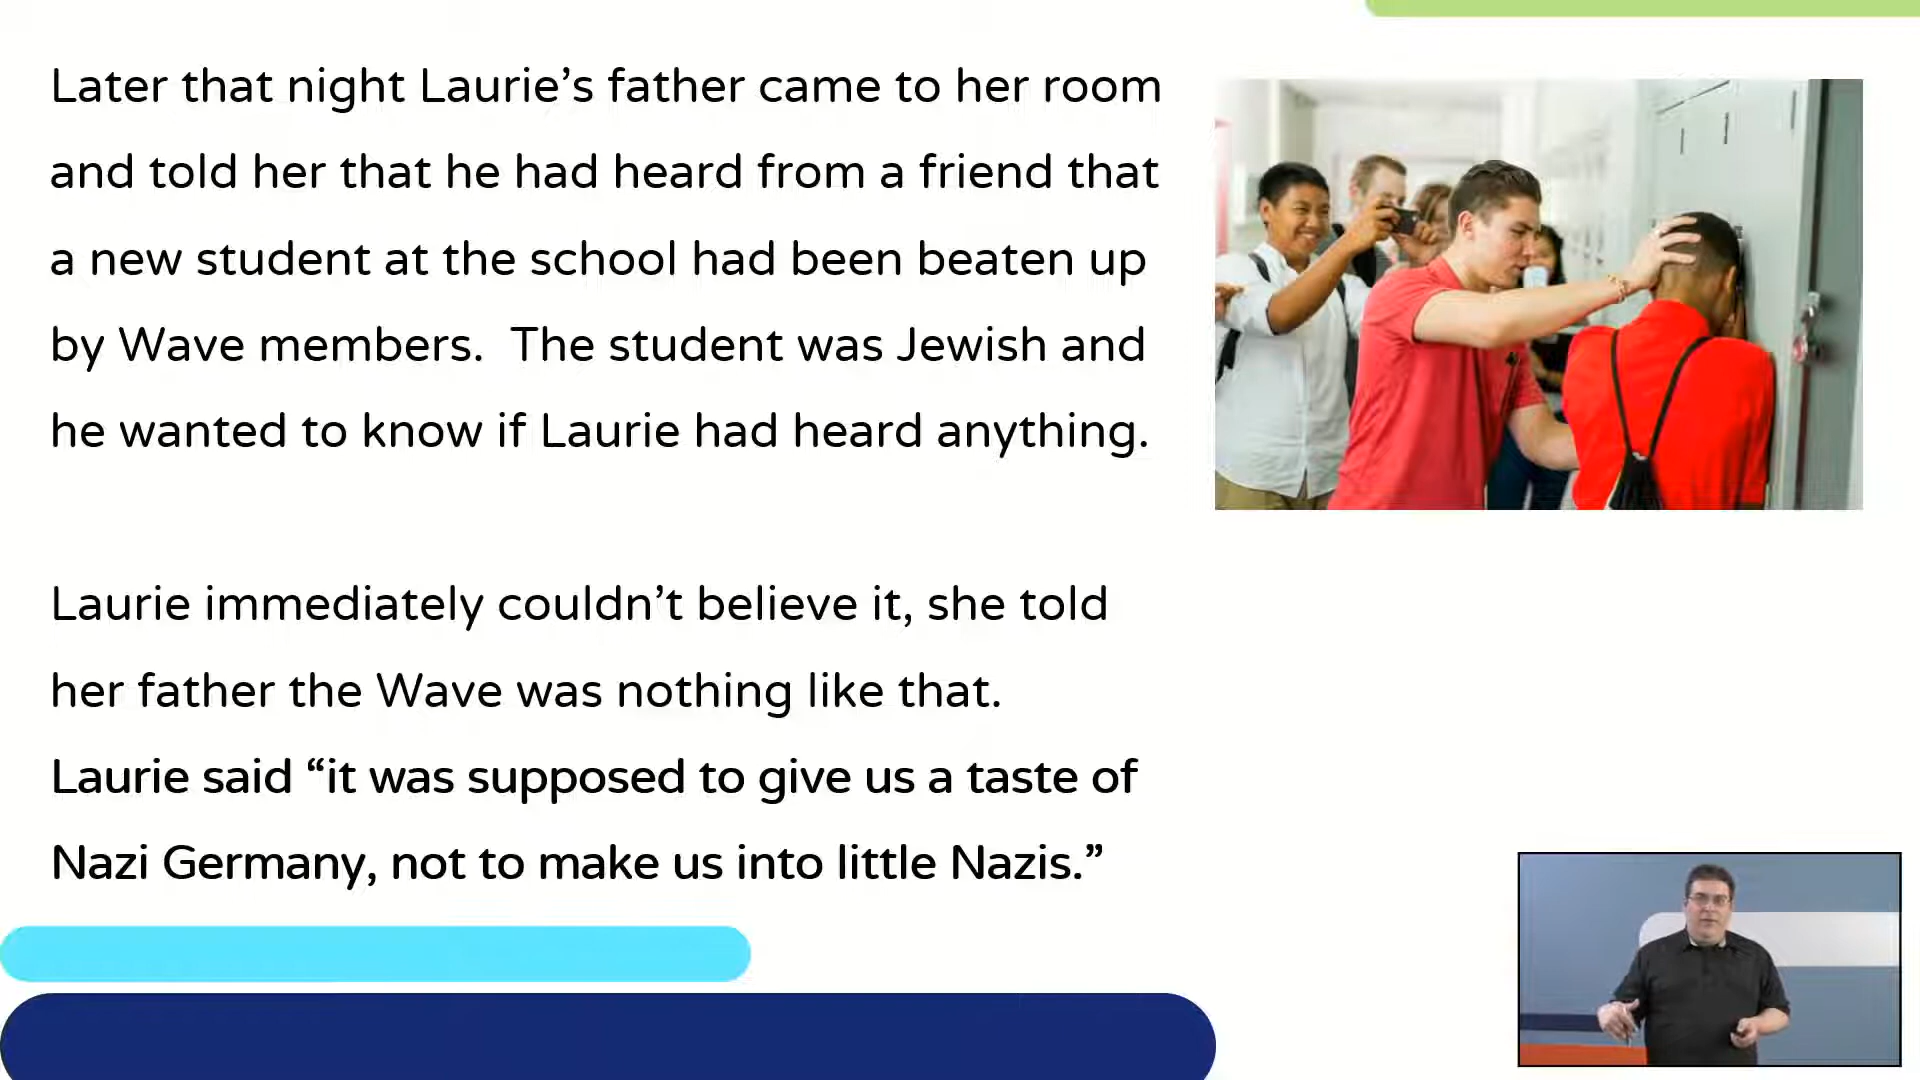 Later that night Laurie’s father came to her room
and told her that he had heard from a friend that
a new student at the school had been beaten up
by Wave members.  The student was Jewish and
he wanted to know if Laurie had heard anything.
Laurie immediately couldn’t believe it, she told
her father the Wave was nothing like that.
Laurie said “it was supposed to give us a taste of
Nazi Germany, not to make us into little Nazis.”